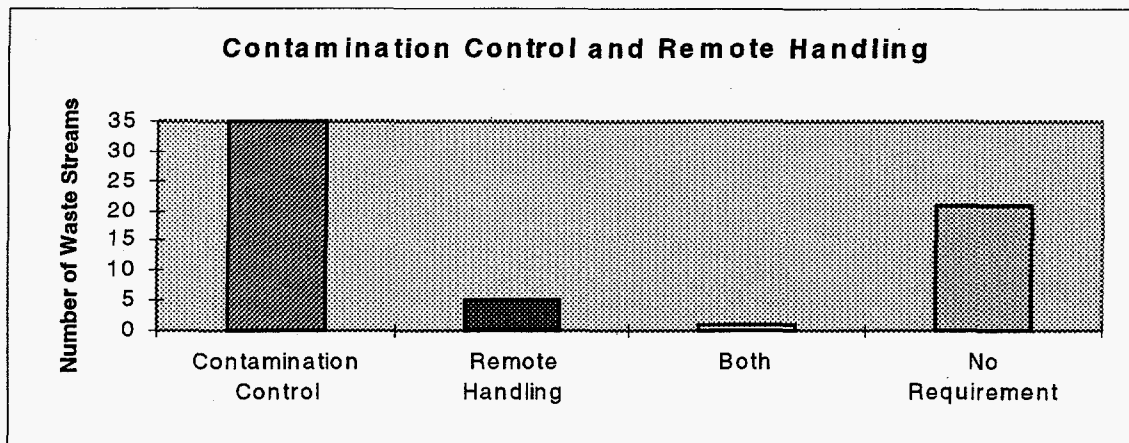 Contamination Control and Remote Handling
Number of Waste Streams
35
30
25
20
15
10
5
0
Contamination
Control
Remote
Handling
Both
No
Requirement